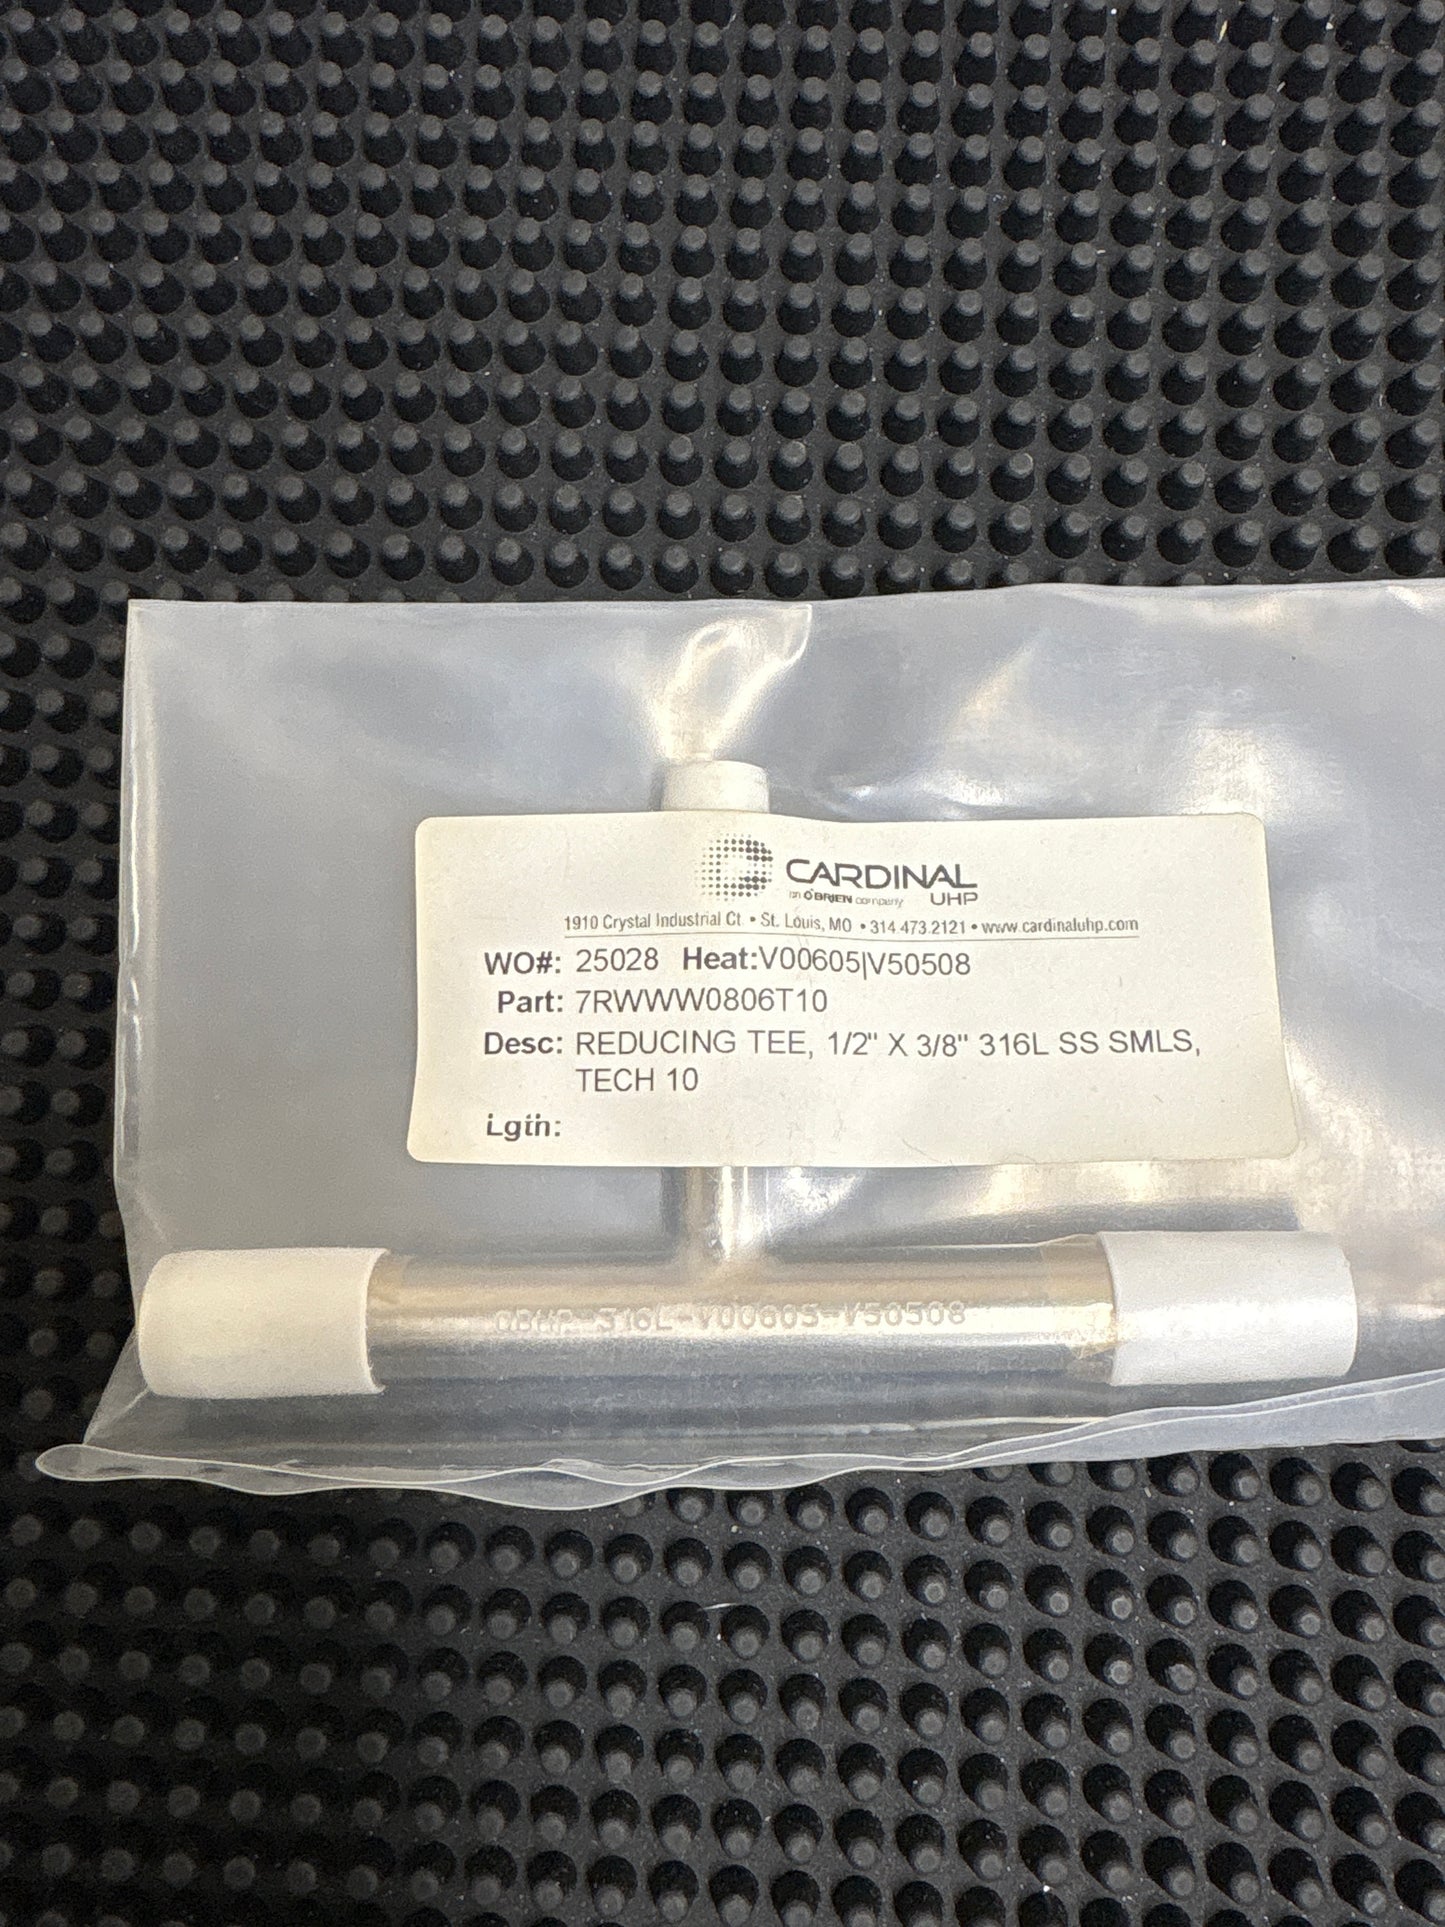 CARDINAL
an O'BRIEN company UHP
1910 Crystal Industrial Ct. • St. Louis, MO • 314.473.2121 • www.cardinaluhp.com
WO#: 25028 Heat:V00605|V50508
Part: 7RWWW0806T10
Desc: REDUCING TEE, 1/2" X 3/8" 316L SS SMLS,
TECH 10
Lgth:
OBHP-316L-V00605-V50508